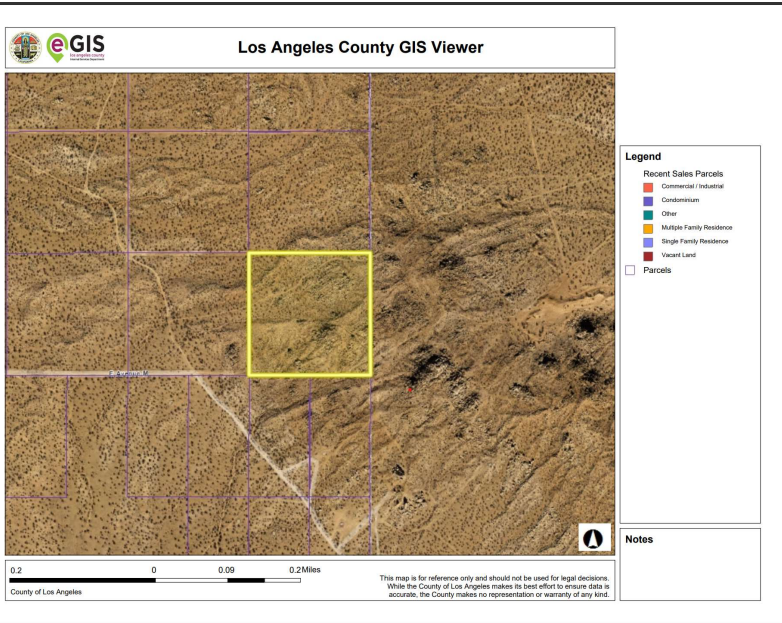 eGIS
los angeles county
Internal Services Department
Los Angeles County GIS Viewer
E Avenue M
Legend
Recent Sales Parcels
Commercial / Industrial
Condominium
Other
Multiple Family Residence
Single Family Residence
Vacant Land
Parcels
Notes
0.2 0 0.09 0.2 Miles
County of Los Angeles
This map is for reference only and should not be used for legal decisions.
While the County of Los Angeles makes its best effort to ensure data is
accurate, the County makes no representation or warranty of any kind.